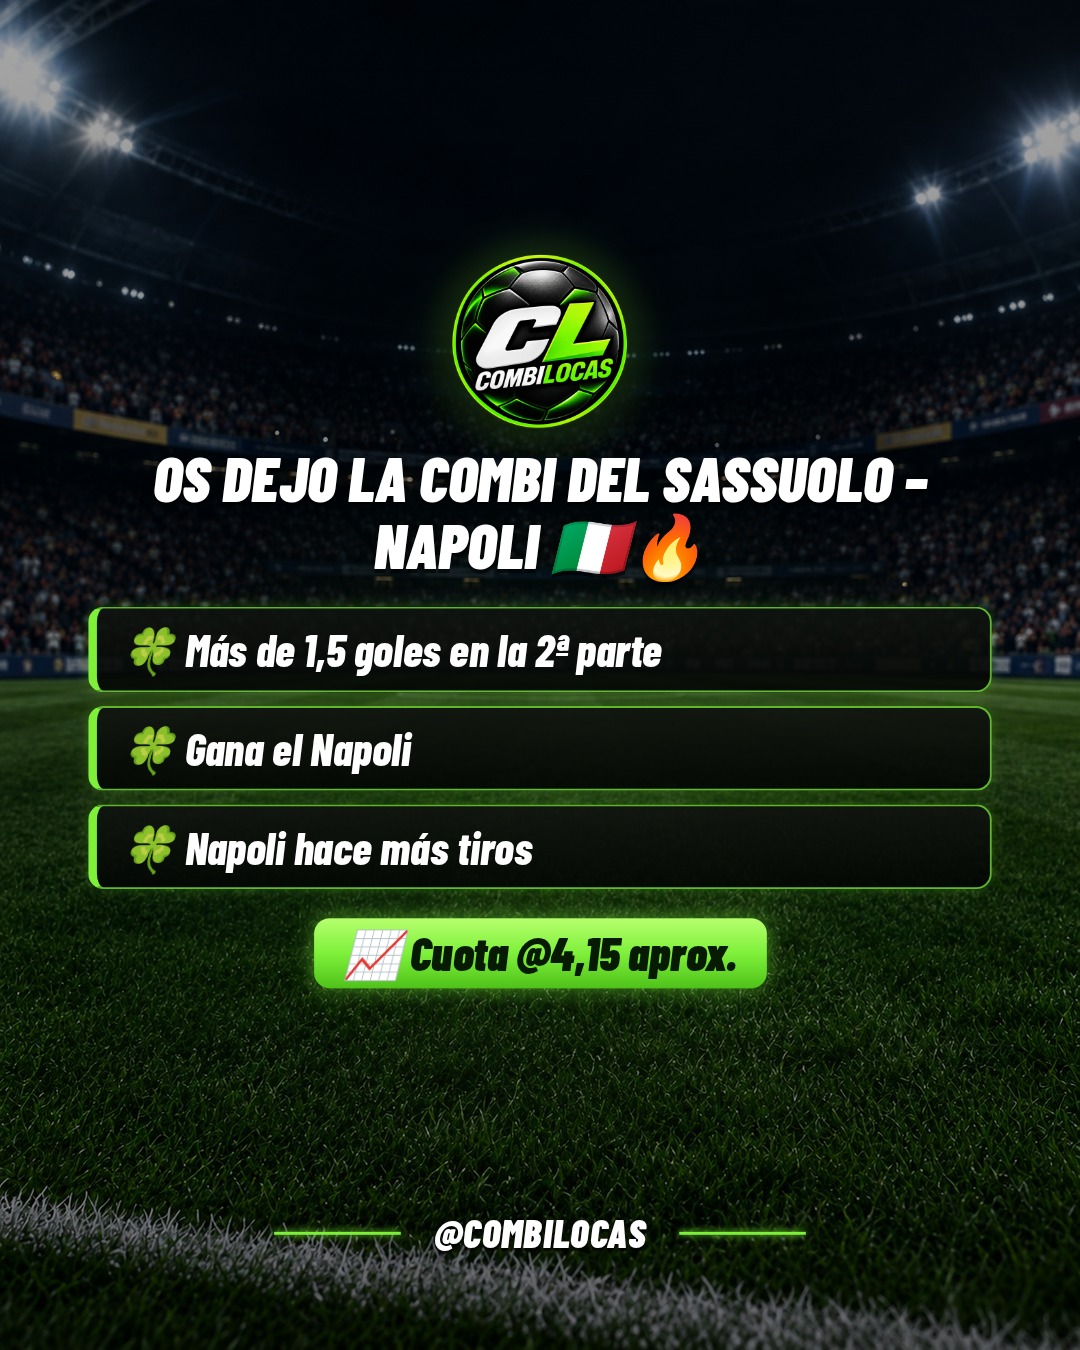 CL
COMBILOCAS
OS DEJO LA COMBI DEL SASSUOLO -
NAPOLI 🇮🇹🔥
🍀 Más de 1,5 goles en la 2ª parte
🍀 Gana el Napoli
🍀 Napoli hace más tiros
📈 Cuota @4,15 aprox.
@COMBILOCAS